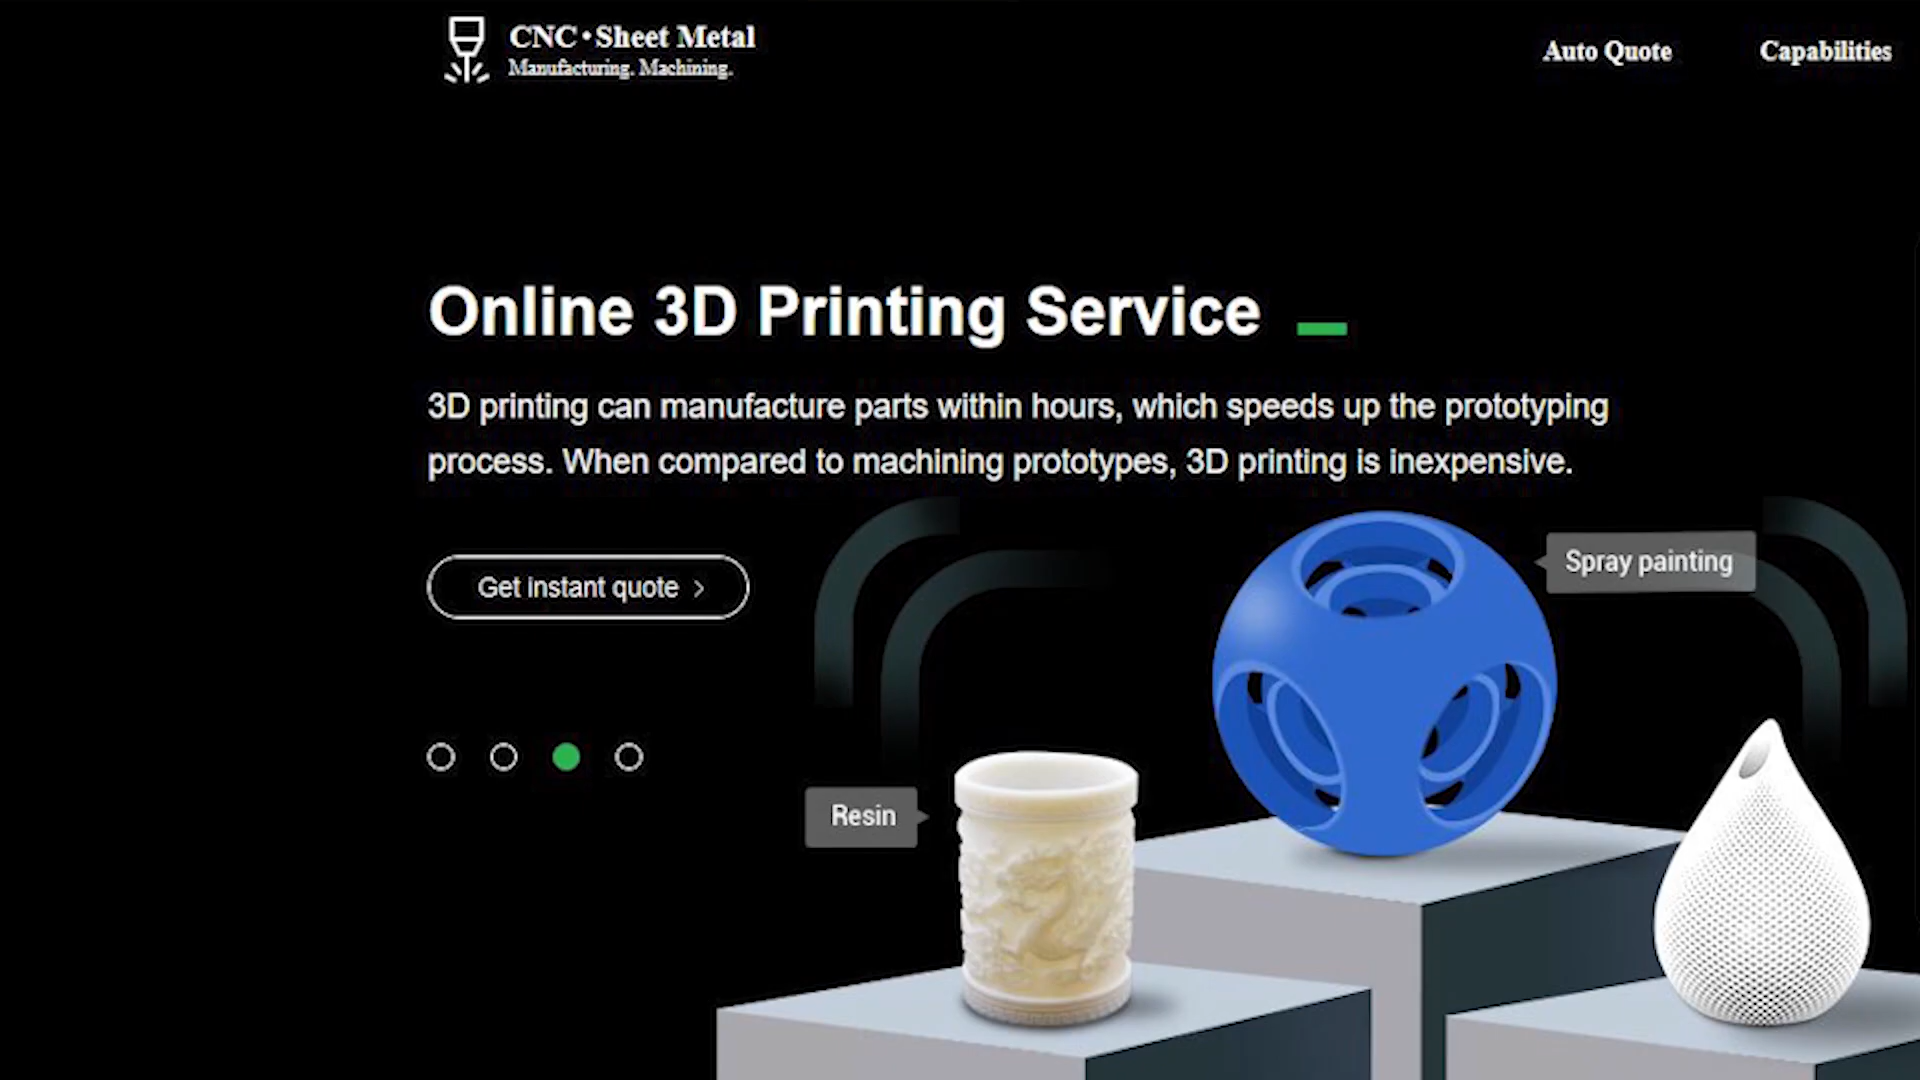 CNC•Sheet Metal
Manufacturing. Machining.
Auto Quote
Capabilities
Online 3D Printing Service
3D printing can manufacture parts within hours, which speeds up the prototyping
process. When compared to machining prototypes, 3D printing is inexpensive.
Get instant quote >
Spray painting
Resin